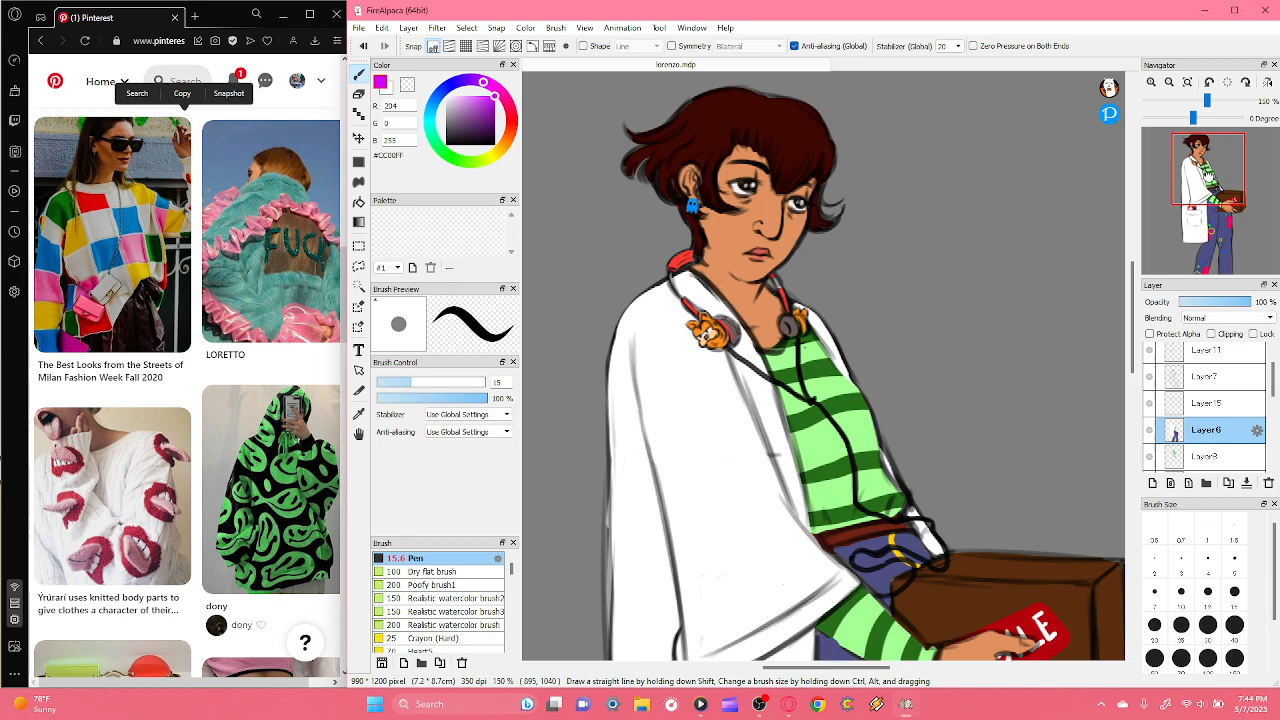 (1) Pinterest
www.pinteres
Home
Search
1
Search
Copy
Snapshot
FUCK
The Best Looks from the Streets of
Milan Fashion Week Fall 2020
LORETTO
Ýrúrarí uses knitted body parts to
give clothes a character of their...
dony
dony
?
FireAlpaca (64bit)
File Edit Layer Filter Select Snap Color Tool Brush View Animation Tool Window Help
Snap off
Shape Line
Symmetry Bilateral
Anti-aliasing (Global)
Stabilizer (Global) 20
Zero Pressure on Both Ends
lorenzo.mdp
Color
R 204
G 0
B 255
#CC00FF
Palette
#1
---
Brush Preview
Brush Control
15
100 %
Stabilizer Use Global Settings
Anti-aliasing Use Global Settings
Brush
15.6 Pen
100 Dry flat brush
200 Poofy brush1
150 Realistic watercolor brush2
150 Realistic watercolor brush3
200 Realistic watercolor brush
25 Crayon (Hard)
70 Heart5
Navigator
150 %
0 Degree
Layer
Opacity 100 %
Blending Normal
Protect Alpha Clipping Lock
Layer11
Layer7
Layer15
Layer6
Layer8
Brush Size
990 * 1200 pixel (7.2 * 8.7cm) 350 dpi 150 % ( 895, 1040 ) Draw a straight line by holding down Shift, Change a brush size by holding down Ctrl, Alt, and dragging
78°F
Sunny
Search
7:44 PM
5/7/2023